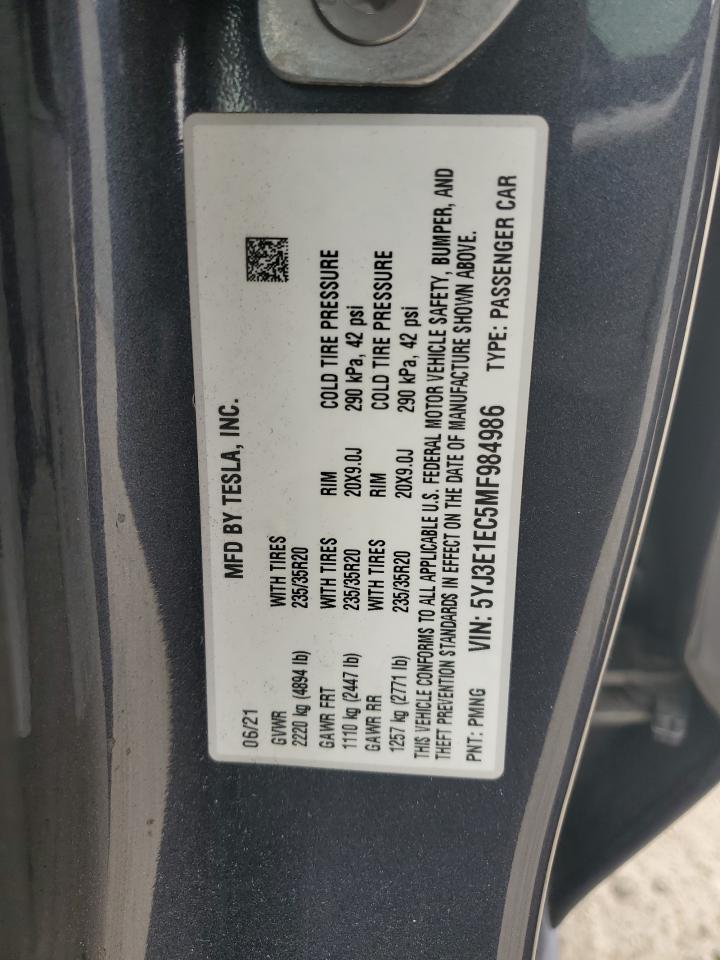 MFD BY TESLA, INC.
06/21
GVWR WITH TIRES
2220 kg (4894 lb) 235/35R20
GAWR FRT WITH TIRES RIM COLD TIRE PRESSURE
1110 kg (2447 lb) 235/35R20 20X9.0J 290 kPa, 42 psi
GAWR RR WITH TIRES RIM COLD TIRE PRESSURE
1257 kg (2771 lb) 235/35R20 20X9.0J 290 kPa, 42 psi
THIS VEHICLE CONFORMS TO ALL APPLICABLE U.S. FEDERAL MOTOR VEHICLE SAFETY, BUMPER, AND
THEFT PREVENTION STANDARDS IN EFFECT ON THE DATE OF MANUFACTURE SHOWN ABOVE.
PNT: PMNG VIN: 5YJ3E1EC5MF984986 TYPE: PASSENGER CAR